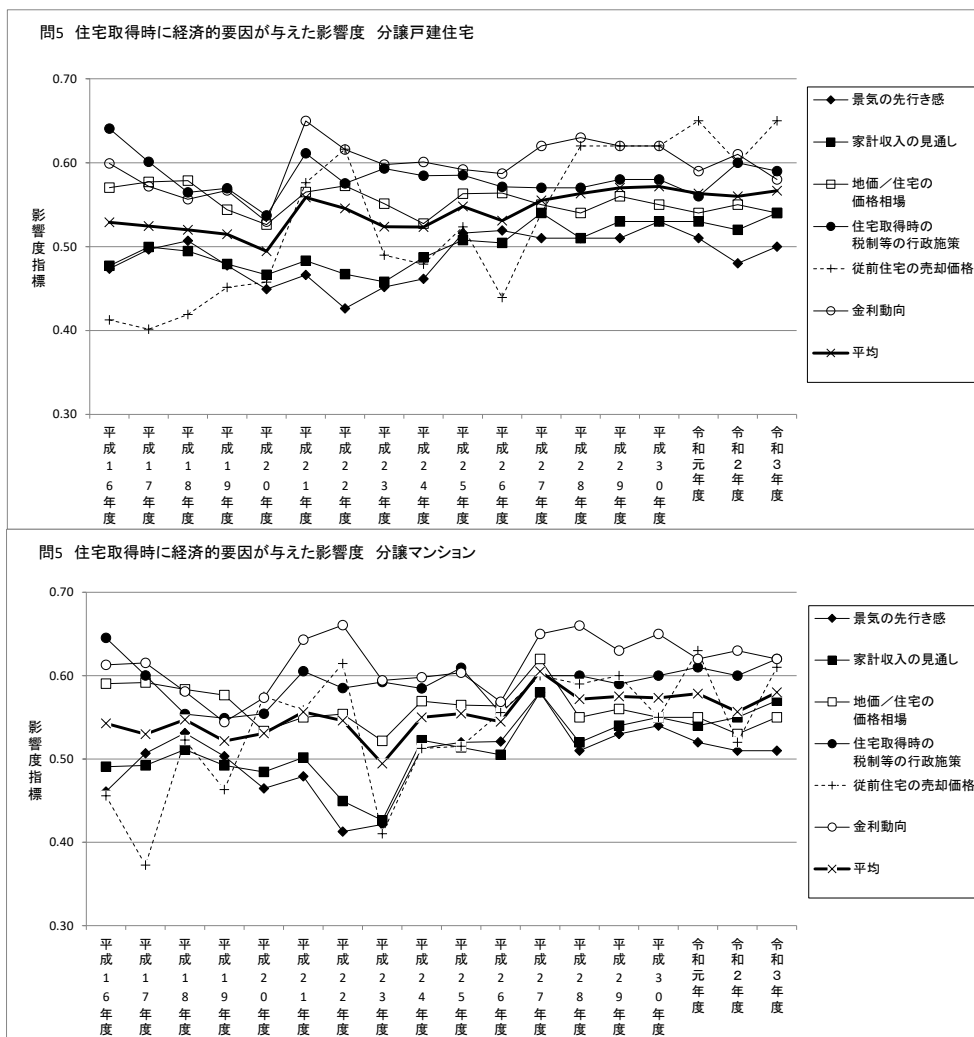 問5 住宅取得時に経済的要因が与えた影響度 分譲戸建住宅
影響度指標
0.70
0.60
0.50
0.40
0.30
平成16年度
平成17年度
平成18年度
平成19年度
平成20年度
平成21年度
平成22年度
平成23年度
平成24年度
平成25年度
平成26年度
平成27年度
平成28年度
平成29年度
平成30年度
令和元年度
令和2年度
令和3年度
景気の先行き感
家計収入の見通し
地価/住宅の
価格相場
住宅取得時の
税制等の行政施策
従前住宅の売却価格
金利動向
平均
問5 住宅取得時に経済的要因が与えた影響度 分譲マンション
影響度指標
0.70
0.60
0.50
0.40
0.30
平成16年度
平成17年度
平成18年度
平成19年度
平成20年度
平成21年度
平成22年度
平成23年度
平成24年度
平成25年度
平成26年度
平成27年度
平成28年度
平成29年度
平成30年度
令和元年度
令和2年度
令和3年度
景気の先行き感
家計収入の見通し
地価/住宅の
価格相場
住宅取得時の
税制等の行政施策
従前住宅の売却価格
金利動向
平均